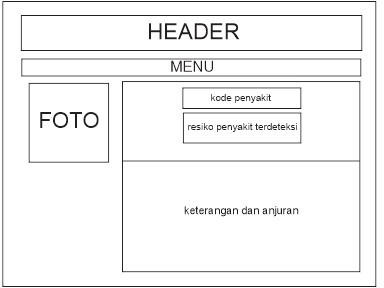 HEADER
MENU
FOTO
kode penyakit
resiko penyakit terdeteksi
keterangan dan anjuran